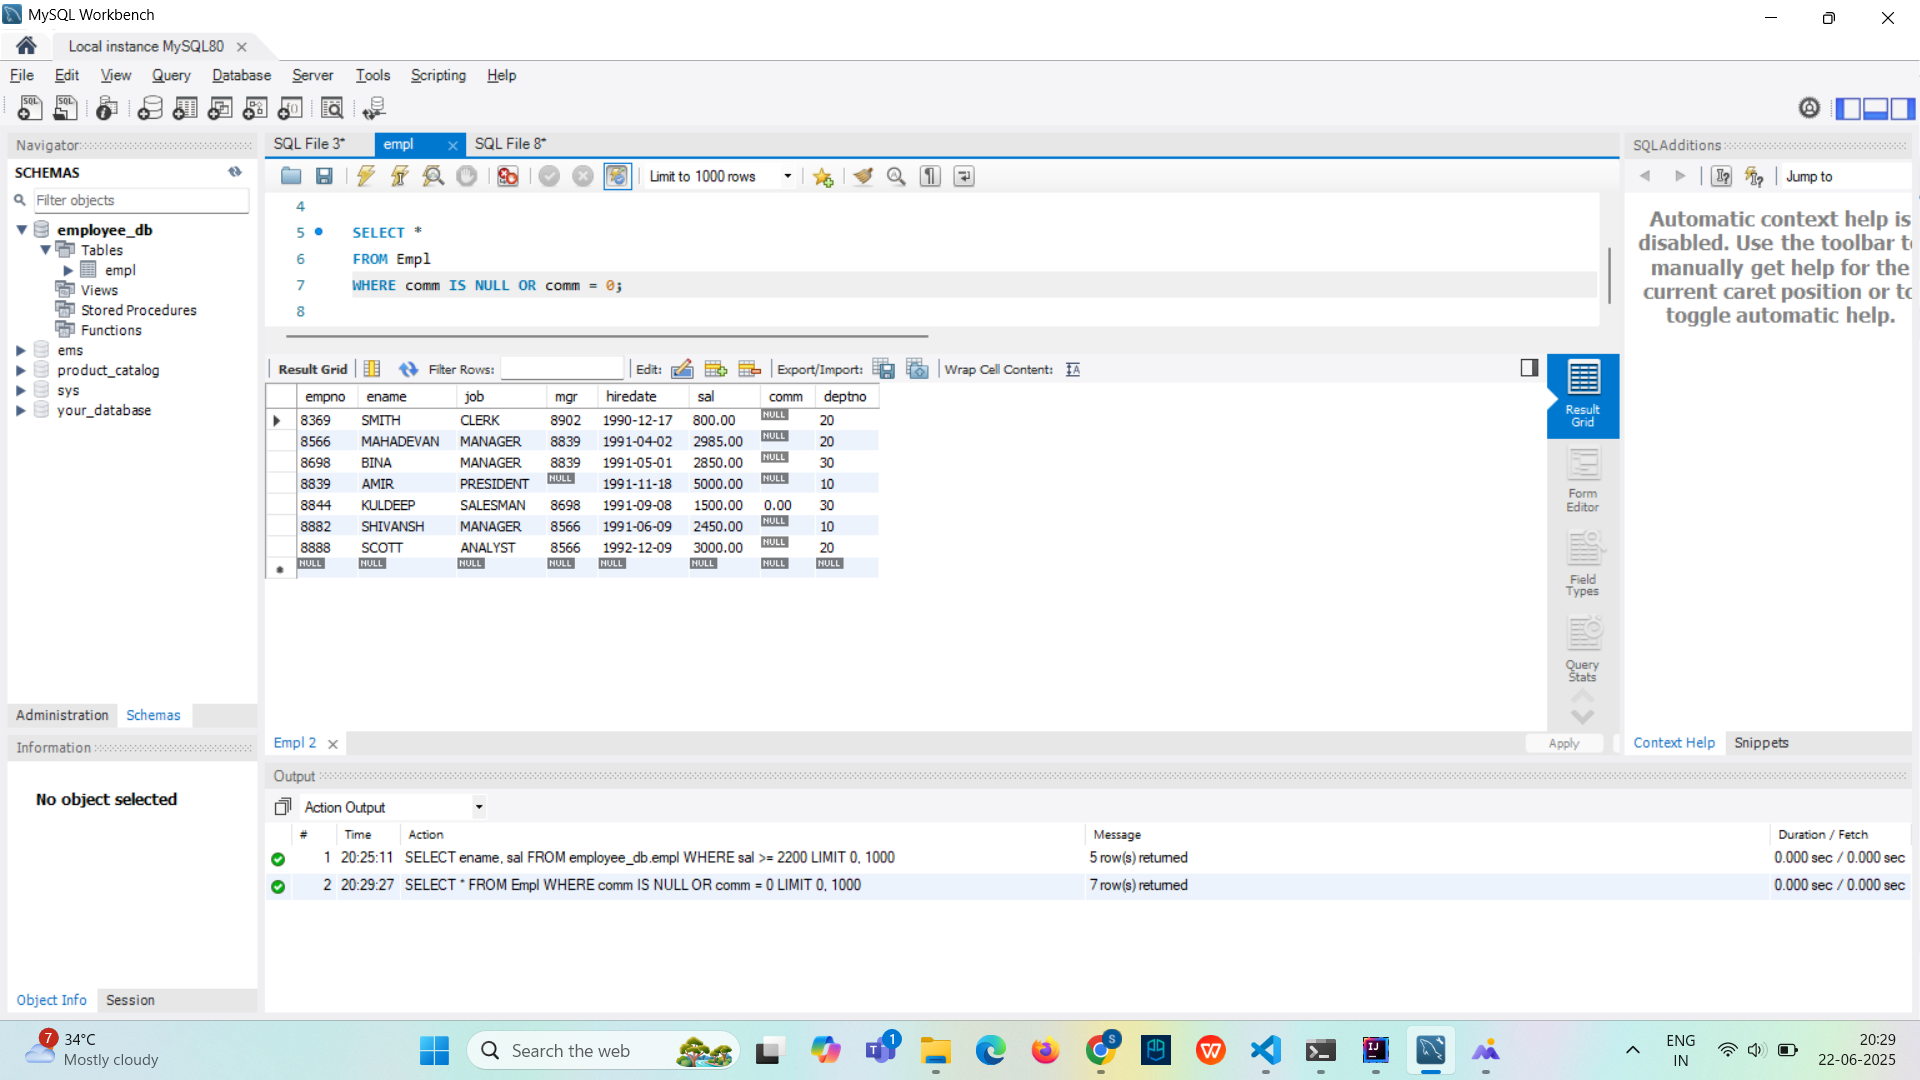 MySQL Workbench
Local instance MySQL80
File Edit View Query Database Server Tools Scripting Help
Navigator
SCHEMAS
Filter objects
employee_db
Tables
empl
Views
Stored Procedures
Functions
ems
product_catalog
sys
your_database
Administration Schemas
Information
No object selected
Object Info Session
SQL File 3* empl SQL File 8*
Limit to 1000 rows
4
5 SELECT *
6 FROM Empl
7 WHERE comm IS NULL OR comm = 0;
8
Result Grid Filter Rows: Edit: Export/Import: Wrap Cell Content:
empno ename job mgr hiredate sal comm deptno
8369 SMITH CLERK 8902 1990-12-17 800.00 NULL 20
8566 MAHADEVAN MANAGER 8839 1991-04-02 2985.00 NULL 20
8698 BINA MANAGER 8839 1991-05-01 2850.00 NULL 30
8839 AMIR PRESIDENT NULL 1991-11-18 5000.00 NULL 10
8844 KULDEEP SALESMAN 8698 1991-09-08 1500.00 0.00 30
8882 SHIVANSH MANAGER 8566 1991-06-09 2450.00 NULL 10
8888 SCOTT ANALYST 8566 1992-12-09 3000.00 NULL 20
NULL NULL NULL NULL NULL NULL NULL NULL
Result
Grid
Form
Editor
Field
Types
Query
Stats
Empl 2
Apply
SQLAdditions
Jump to
Automatic context help is
disabled. Use the toolbar to
manually get help for the
current caret position or to
toggle automatic help.
Context Help Snippets
Output
Action Output
# Time Action Message Duration / Fetch
1 20:25:11 SELECT ename, sal FROM employee_db.empl WHERE sal >= 2200 LIMIT 0, 1000 5 row(s) returned 0.000 sec / 0.000 sec
2 20:29:27 SELECT * FROM Empl WHERE comm IS NULL OR comm = 0 LIMIT 0, 1000 7 row(s) returned 0.000 sec / 0.000 sec
7
34°C
Mostly cloudy
Search the web
1
S
ENG
IN
20:29
22-06-2025